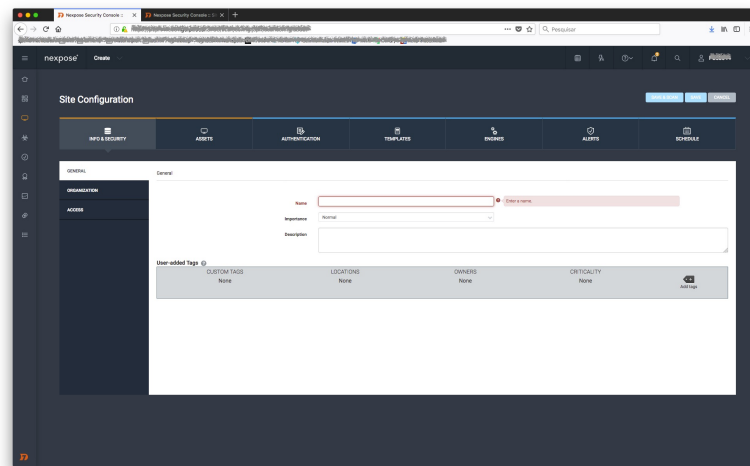 Nexpose Security Console ::
Nexpose Security Console :: S
Pesquisar
nexpose
Create
Site Configuration
SAVE & SCAN SAVE CANCEL
INFO & SECURITY ASSETS AUTHENTICATION TEMPLATES ENGINES ALERTS SCHEDULE
GENERAL
General
ORGANIZATION
ACCESS
Name
Enter a name.
Importance Normal
Description
User-added Tags
CUSTOM TAGS LOCATIONS OWNERS CRITICALITY
None None None None
Add tags